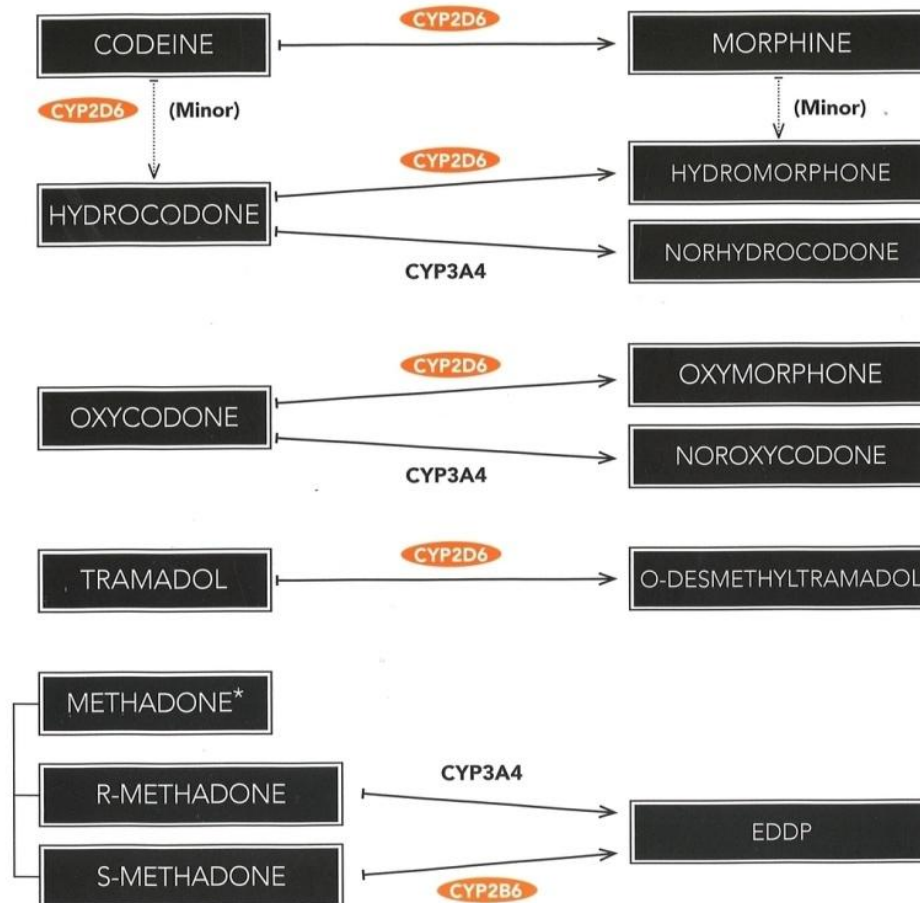 CODEINE
CYP2D6
MORPHINE
CYP2D6
(Minor)
(Minor)
HYDROCODONE
CYP2D6
HYDROMORPHONE
CYP3A4
NORHYDROCODONE
OXYCODONE
CYP2D6
OXYMORPHONE
CYP3A4
NOROXYCODONE
TRAMADOL
CYP2D6
O-DESMETHYLTRAMADOL
METHADONE*
R-METHADONE
CYP3A4
EDDP
S-METHADONE
CYP2B6